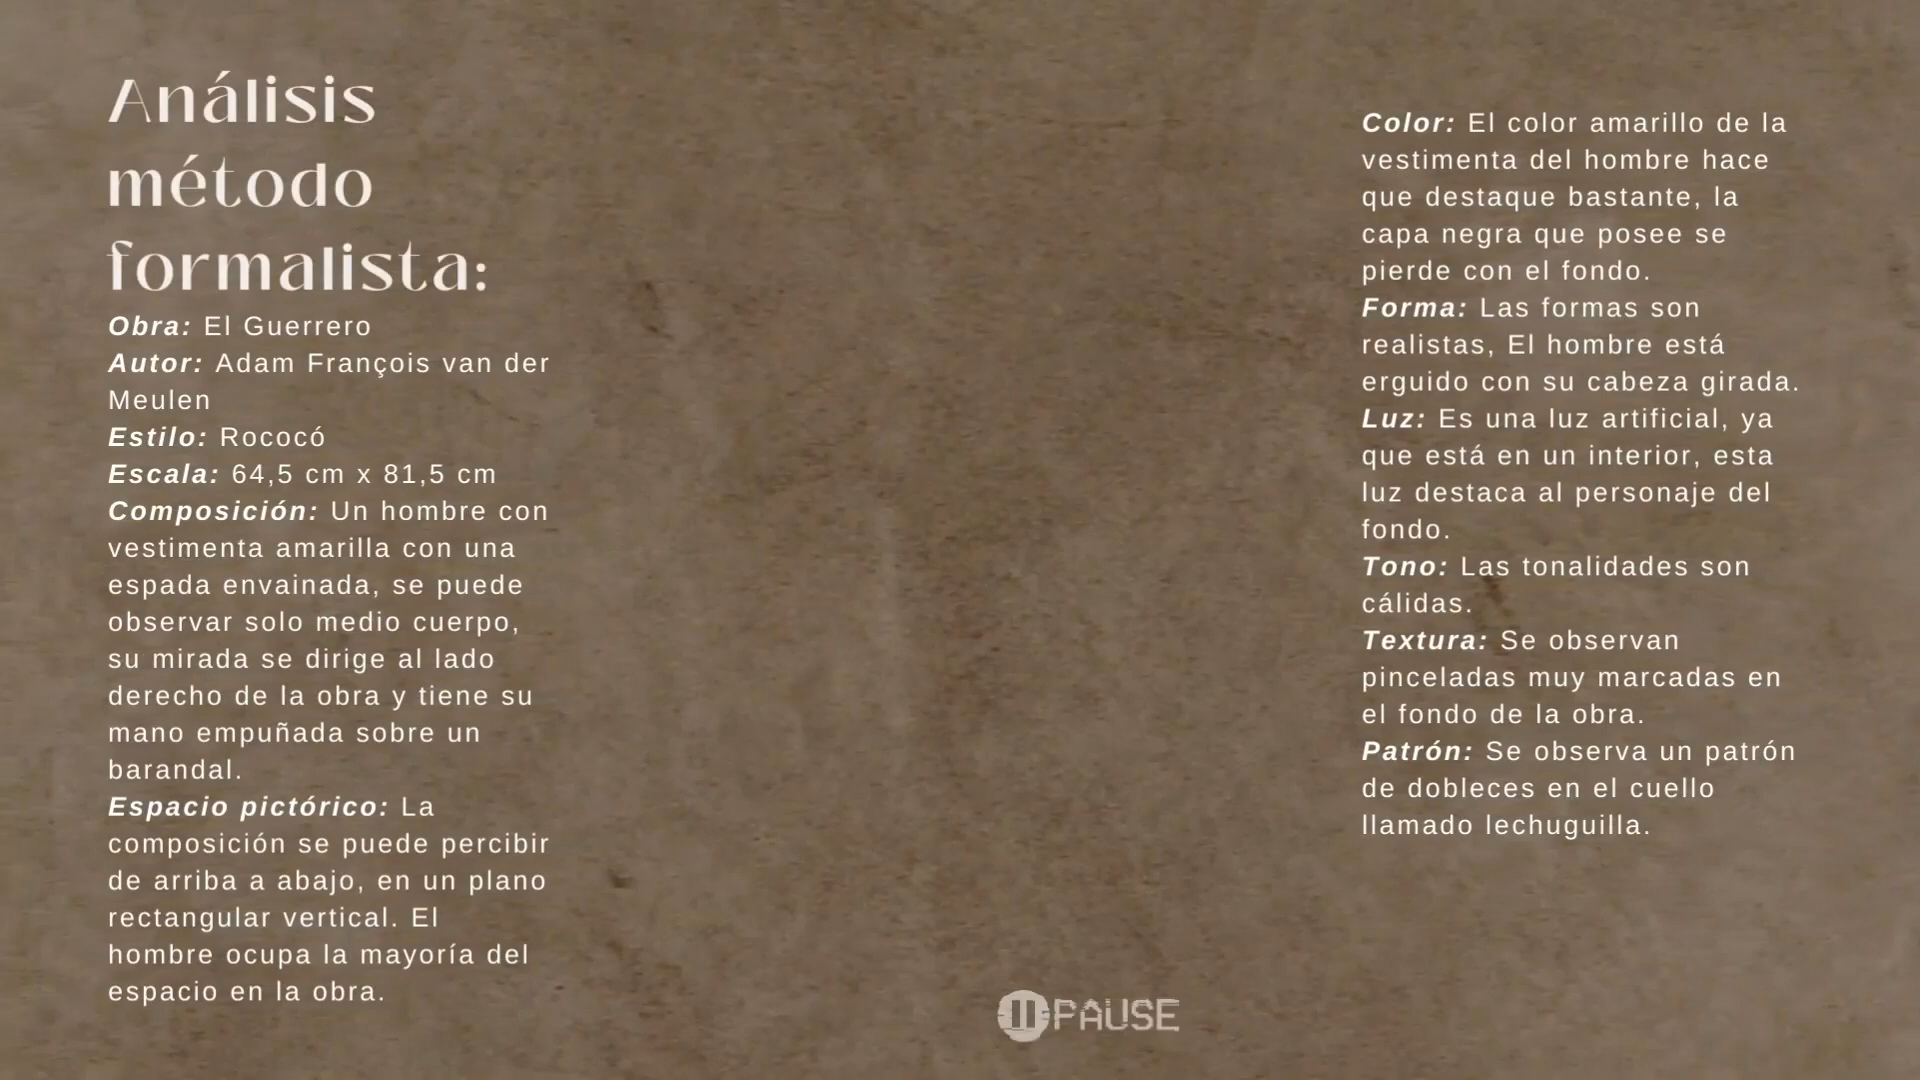 Análisis
método
formalista:
Obra: El Guerrero
Autor: Adam François van der
Meulen
Estilo: Rococó
Escala: 64,5 cm x 81,5 cm
Composición: Un hombre con
vestimenta amarilla con una
espada envainada, se puede
observar solo medio cuerpo,
su mirada se dirige al lado
derecho de la obra y tiene su
mano empuñada sobre un
barandal.
Espacio pictórico: La
composición se puede percibir
de arriba a abajo, en un plano
rectangular vertical. El
hombre ocupa la mayoría del
espacio en la obra.
Color: El color amarillo de la
vestimenta del hombre hace
que destaque bastante, la
capa negra que posee se
pierde con el fondo.
Forma: Las formas son
realistas, El hombre está
erguido con su cabeza girada.
Luz: Es una luz artificial, ya
que está en un interior, esta
luz destaca al personaje del
fondo.
Tono: Las tonalidades son
cálidas.
Textura: Se observan
pinceladas muy marcadas en
el fondo de la obra.
Patrón: Se observa un patrón
de dobleces en el cuello
llamado lechuguilla.
PAUSE